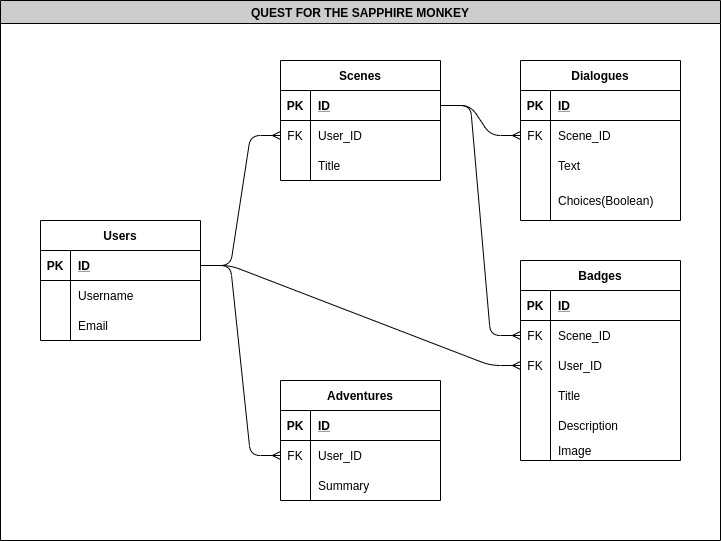 QUEST FOR THE SAPPHIRE MONKEY
Scenes
PK ID
FK User_ID
Title
Dialogues
PK ID
FK Scene_ID
Text
Choices(Boolean)
Users
PK ID
Username
Email
Badges
PK ID
FK Scene_ID
FK User_ID
Title
Description
Image
Adventures
PK ID
FK User_ID
Summary